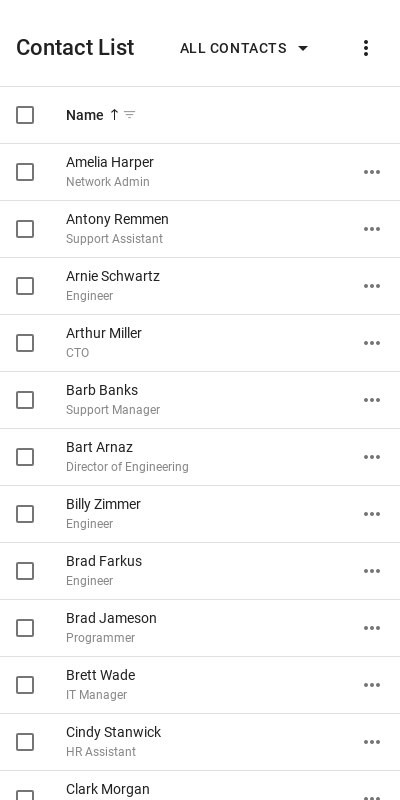 Contact List
ALL CONTACTS
Name
Amelia Harper
Network Admin
Antony Remmen
Support Assistant
Arnie Schwartz
Engineer
Arthur Miller
CTO
Barb Banks
Support Manager
Bart Arnaz
Director of Engineering
Billy Zimmer
Engineer
Brad Farkus
Engineer
Brad Jameson
Programmer
Brett Wade
IT Manager
Cindy Stanwick
HR Assistant
Clark Morgan